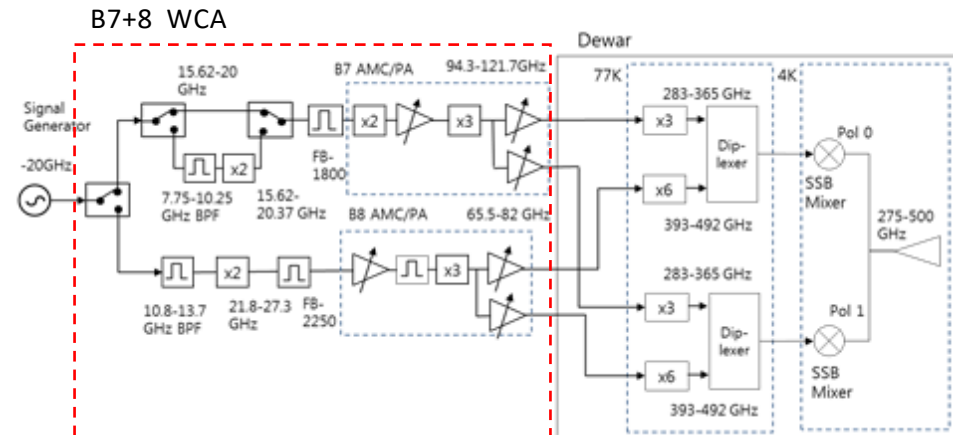 B7+8 WCA
Dewar
15.62-20
GHz
B7 AMC/PA
94.3-121.7GHz
77K
4K
283-365 GHz
Signal
Generator
x2
x3
x3
Dip-
lexer
Pol 0
FB-
1800
-20GHz
x2
SSB
Mixer
7.75-10.25
GHz BPF
15.62-
20.37 GHz
x6
B8 AMC/PA
65.5-82 GHz
393-492 GHz
275-500
GHz
x2
x3
283-365 GHz
x3
Pol 1
10.8-13.7
GHz BPF
21.8-27.3
GHz
FB-
2250
Dip-
lexer
x6
SSB
Mixer
393-492 GHz